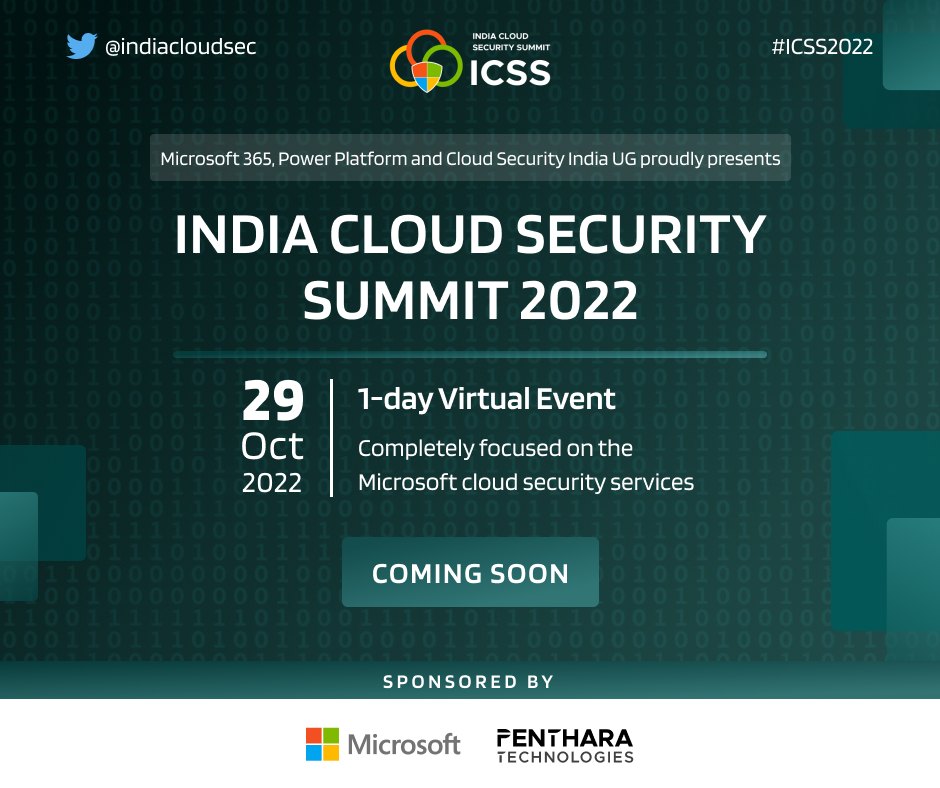 @indiacloudsec
INDIA CLOUD
SECURITY SUMMIT
ICSS
#ICSS2022
Microsoft 365, Power Platform and Cloud Security India UG proudly presents
INDIA CLOUD SECURITY
SUMMIT 2022
29
Oct
2022
1-day Virtual Event
Completely focused on the
Microsoft cloud security services
COMING SOON
SPONSORED BY
Microsoft
PENTHARA
TECHNOLOGIES